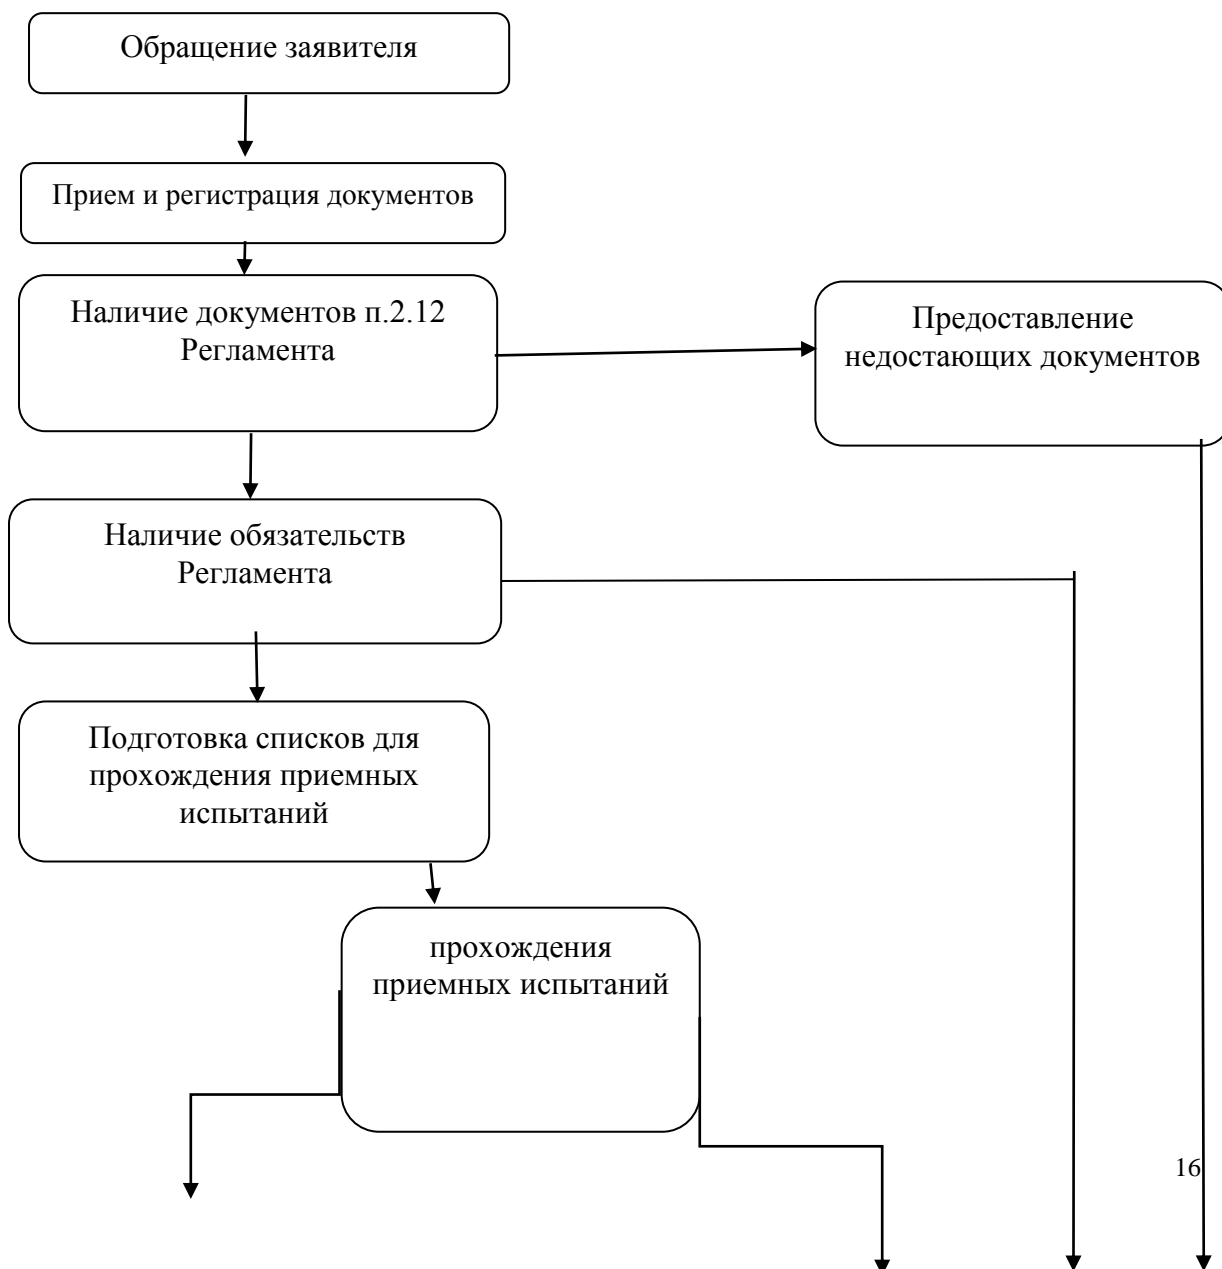 Обращение заявителя
Прием и регистрация документов
Наличие документов п.2.12
Регламента
Предоставление
недостающих документов
Наличие обязательств
Регламента
Подготовка списков для
прохождения приемных
испытаний
прохождения
приемных испытаний
16